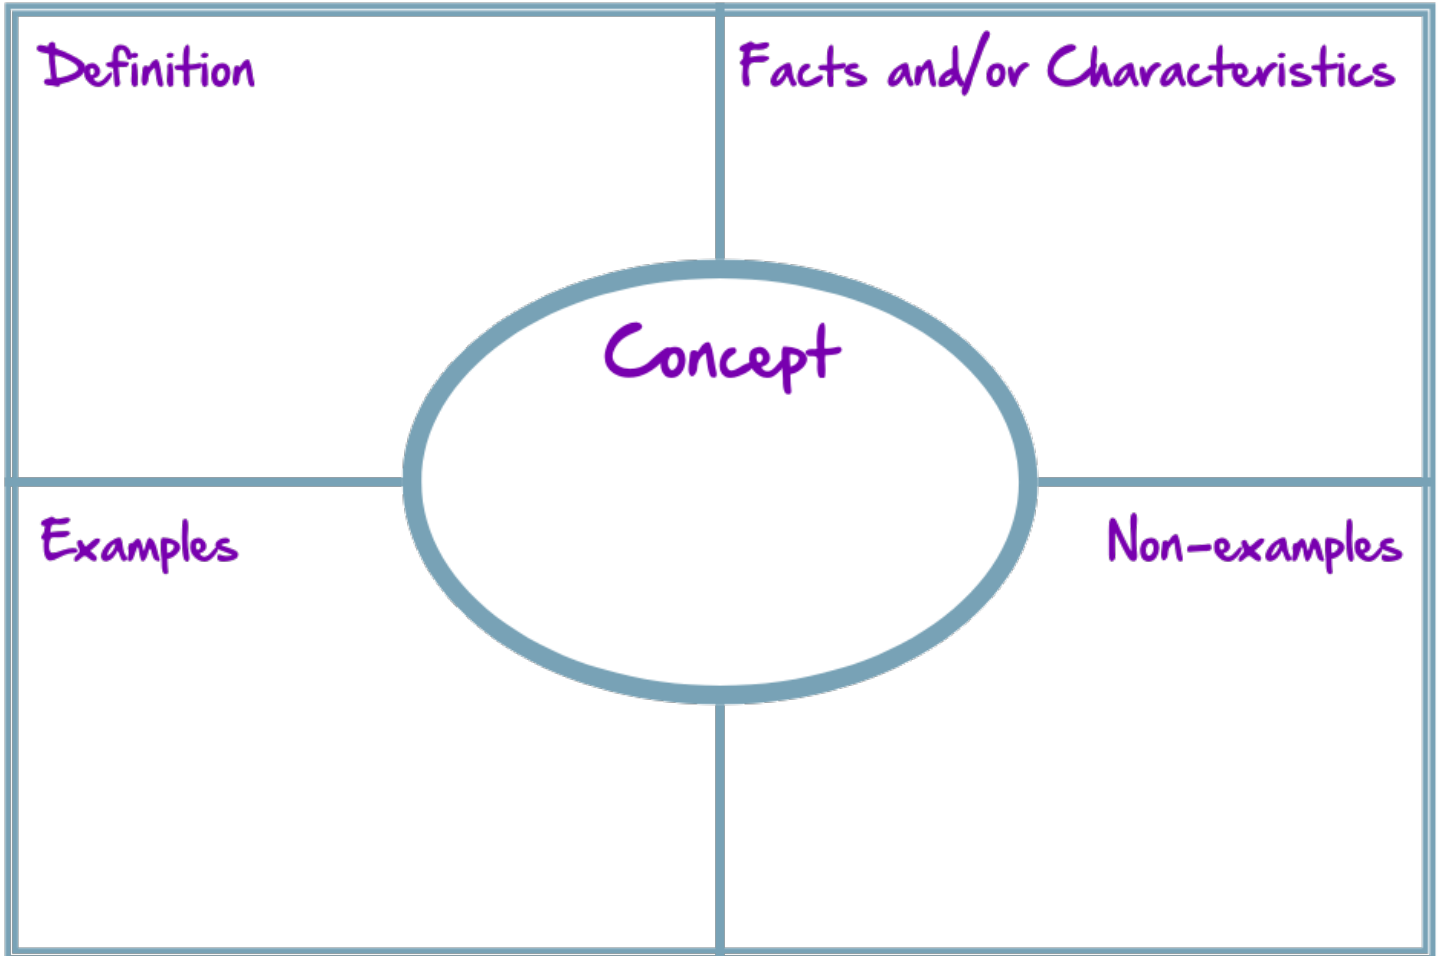 Definition
Facts and/or Characteristics
Concept
Examples
Non-examples